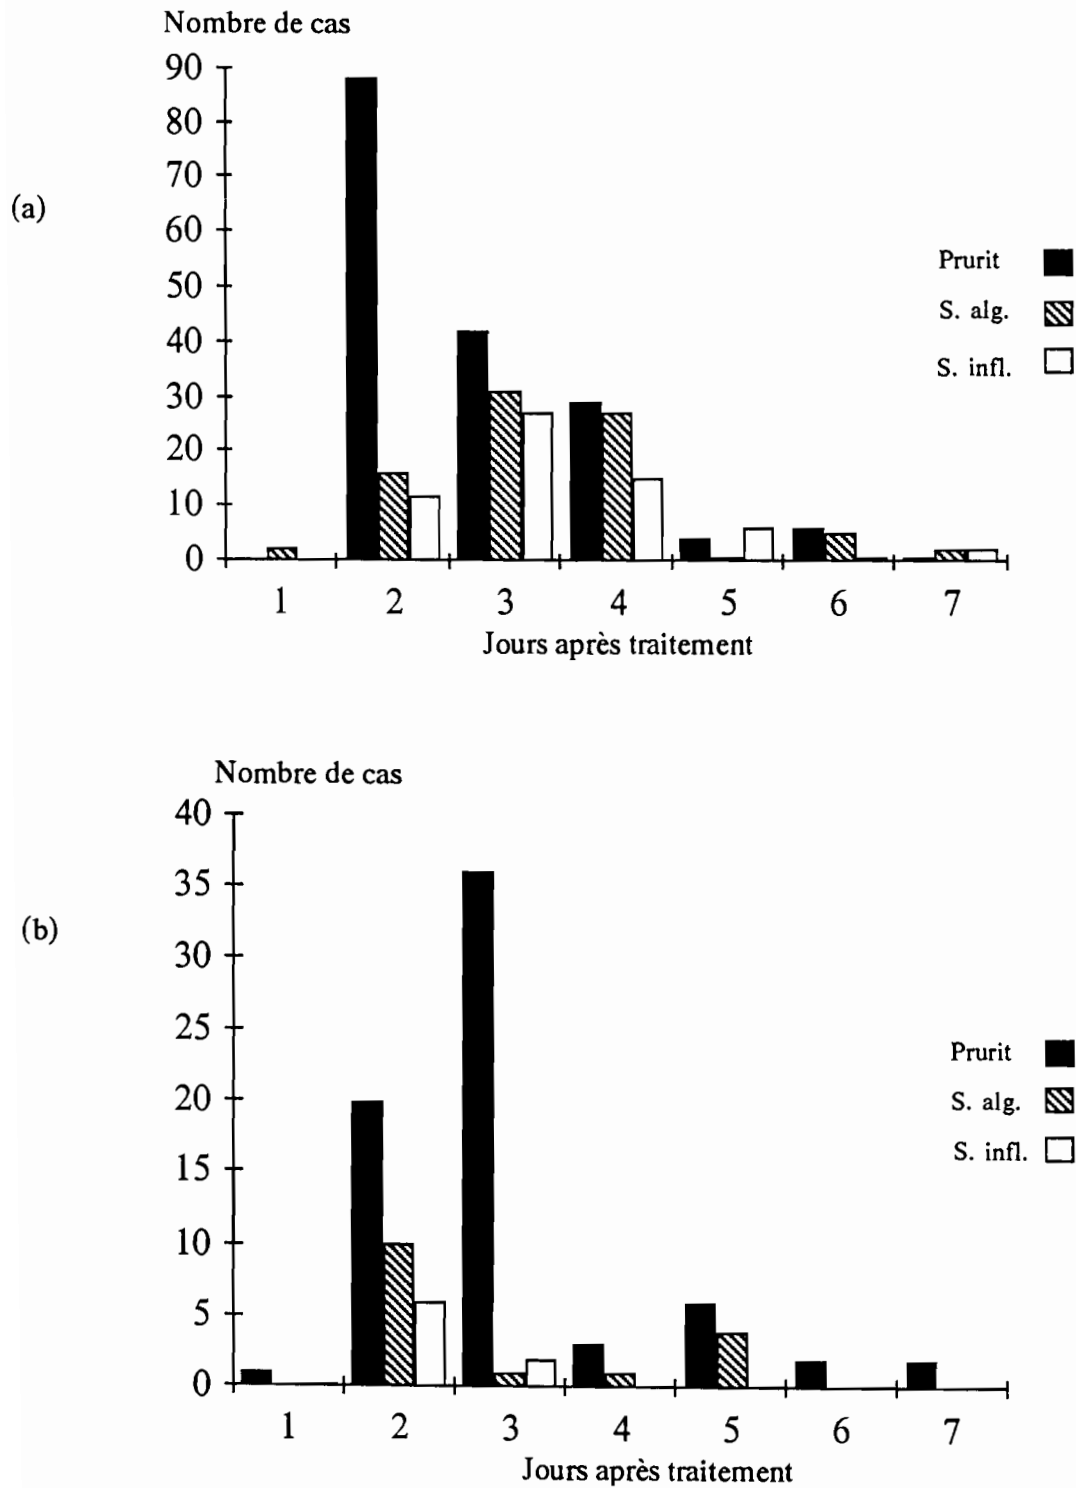 Nombre de cas
90
80
70
(a)
60
50
40
30
20
10
0
Prurit
S. alg.
S. infl.
1 2 3 4 5 6 7
Jours après traitement
Nombre de cas
40
35
(b)
30
25
20
15
10
5
0
Prurit
S. alg.
S. infl.
1 2 3 4 5 6 7
Jours après traitement